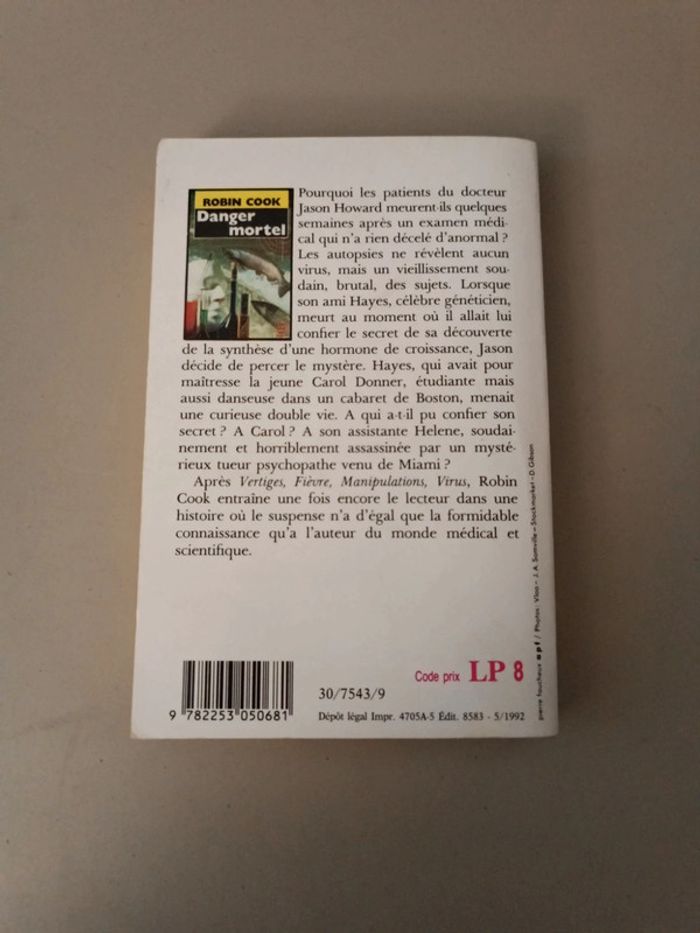 ROBIN COOK
Danger
mortel
Pourquoi les patients du docteur
Jason Howard meurent-ils quelques
semaines après un examen médi-
cal qui n'a rien décelé d'anormal ?
Les autopsies ne révèlent aucun
virus, mais un vieillissement sou-
dain, brutal, des sujets. Lorsque
son ami Hayes, célèbre généticien,
meurt au moment où il allait lui
confier le secret de sa découverte
de la synthèse d'une hormone de croissance, Jason
décide de percer le mystère. Hayes, qui avait pour
maîtresse la jeune Carol Donner, étudiante mais
aussi danseuse dans un cabaret de Boston, menait
une curieuse double vie. A qui a-t-il pu confier son
secret ? A Carol ? A son assistante Helene, soudai-
nement et horriblement assassinée par un mysté-
rieux tueur psychopathe venu de Miami ?
Après Vertiges, Fièvre, Manipulations, Virus, Robin
Cook entraîne une fois encore le lecteur dans une
histoire où le suspense n'a d'égal que la formidable
connaissance qu'a l'auteur du monde médical et
scientifique.
Code prix LP 8
30/7543/9
9 782253 050681
Dépôt légal Impr. 4705A-5 Édit. 8583 - 5/1992
pierre faucheux apf / Photos : Vloo - J.A. Somville - Stockmarket - D. Gibson